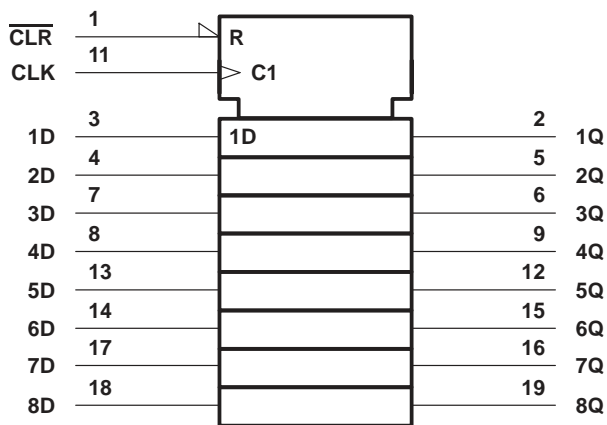 1
C̅L̅R̅ R
11
CLK C1
3 2
1D 1D 1Q
4 5
2D 2Q
7 6
3D 3Q
8 9
4D 4Q
13 12
5D 5Q
14 15
6D 6Q
17 16
7D 7Q
18 19
8D 8Q